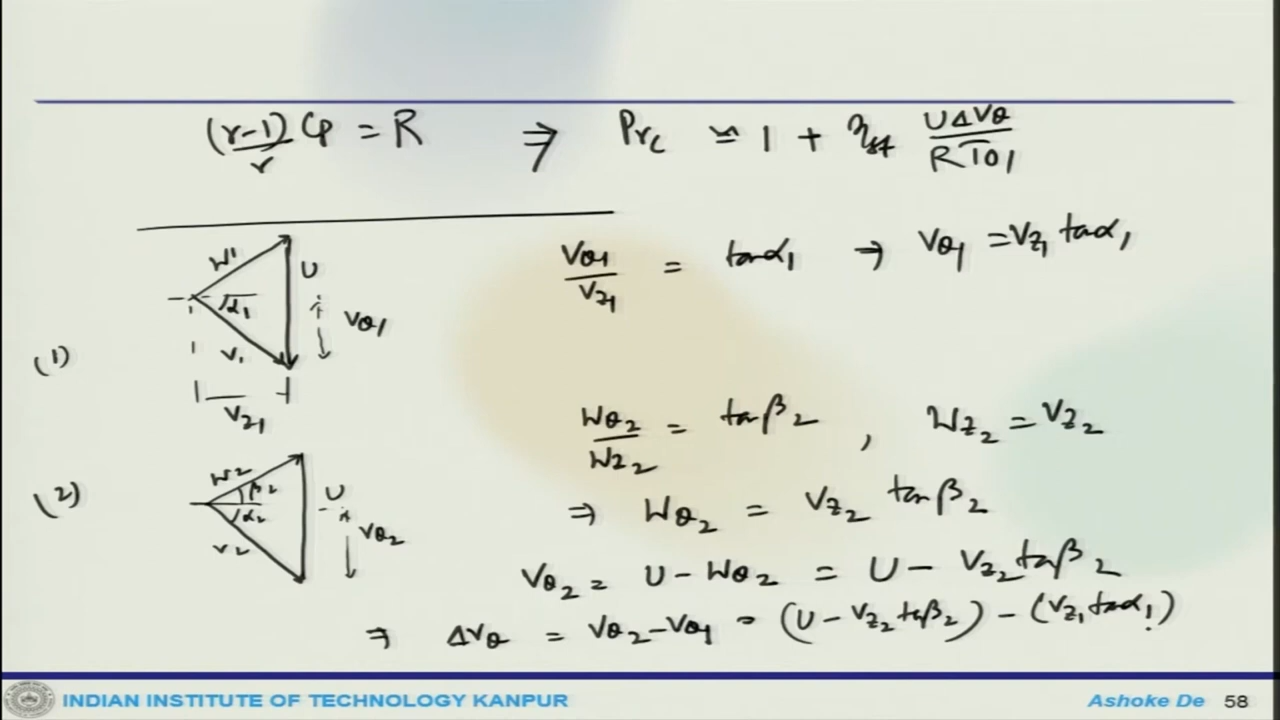 (γ-1)/γ Cp = R ⇒ Prc ≃ 1 + ηst UΔVθ / RT01
W1 U α1 Vθ1 V1 Vz1
Vθ1 / Vz1 = tanα1 ⇒ Vθ1 = Vz1 tanα1
(1)
Wθ2 / Wz2 = tanβ2 , Wz2 = Vz2
(2)
W2 β2 α2 U Vθ2 V2
⇒ Wθ2 = Vz2 tanβ2
Vθ2 = U - Wθ2 = U - Vz2 tanβ2
⇒ ΔVθ = Vθ2 - Vθ1 = (U - Vz2 tanβ2) - (Vz1 tanα1)
INDIAN INSTITUTE OF TECHNOLOGY KANPUR
Ashoke De 58